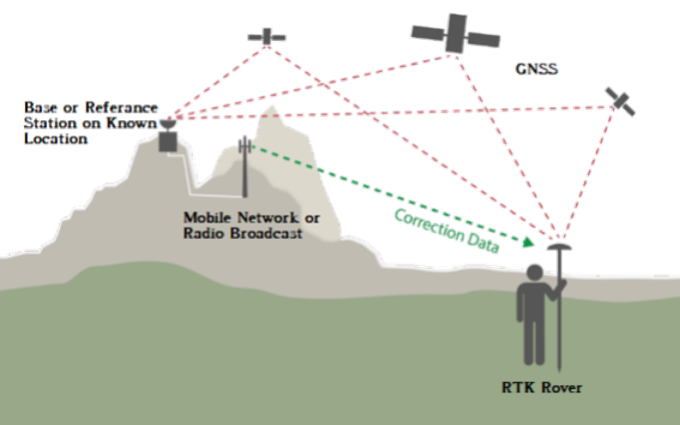 GNSS
Base or Referance
Station on Known
Location
Mobile Network or
Radio Broadcast
Correction Data
RTK Rover